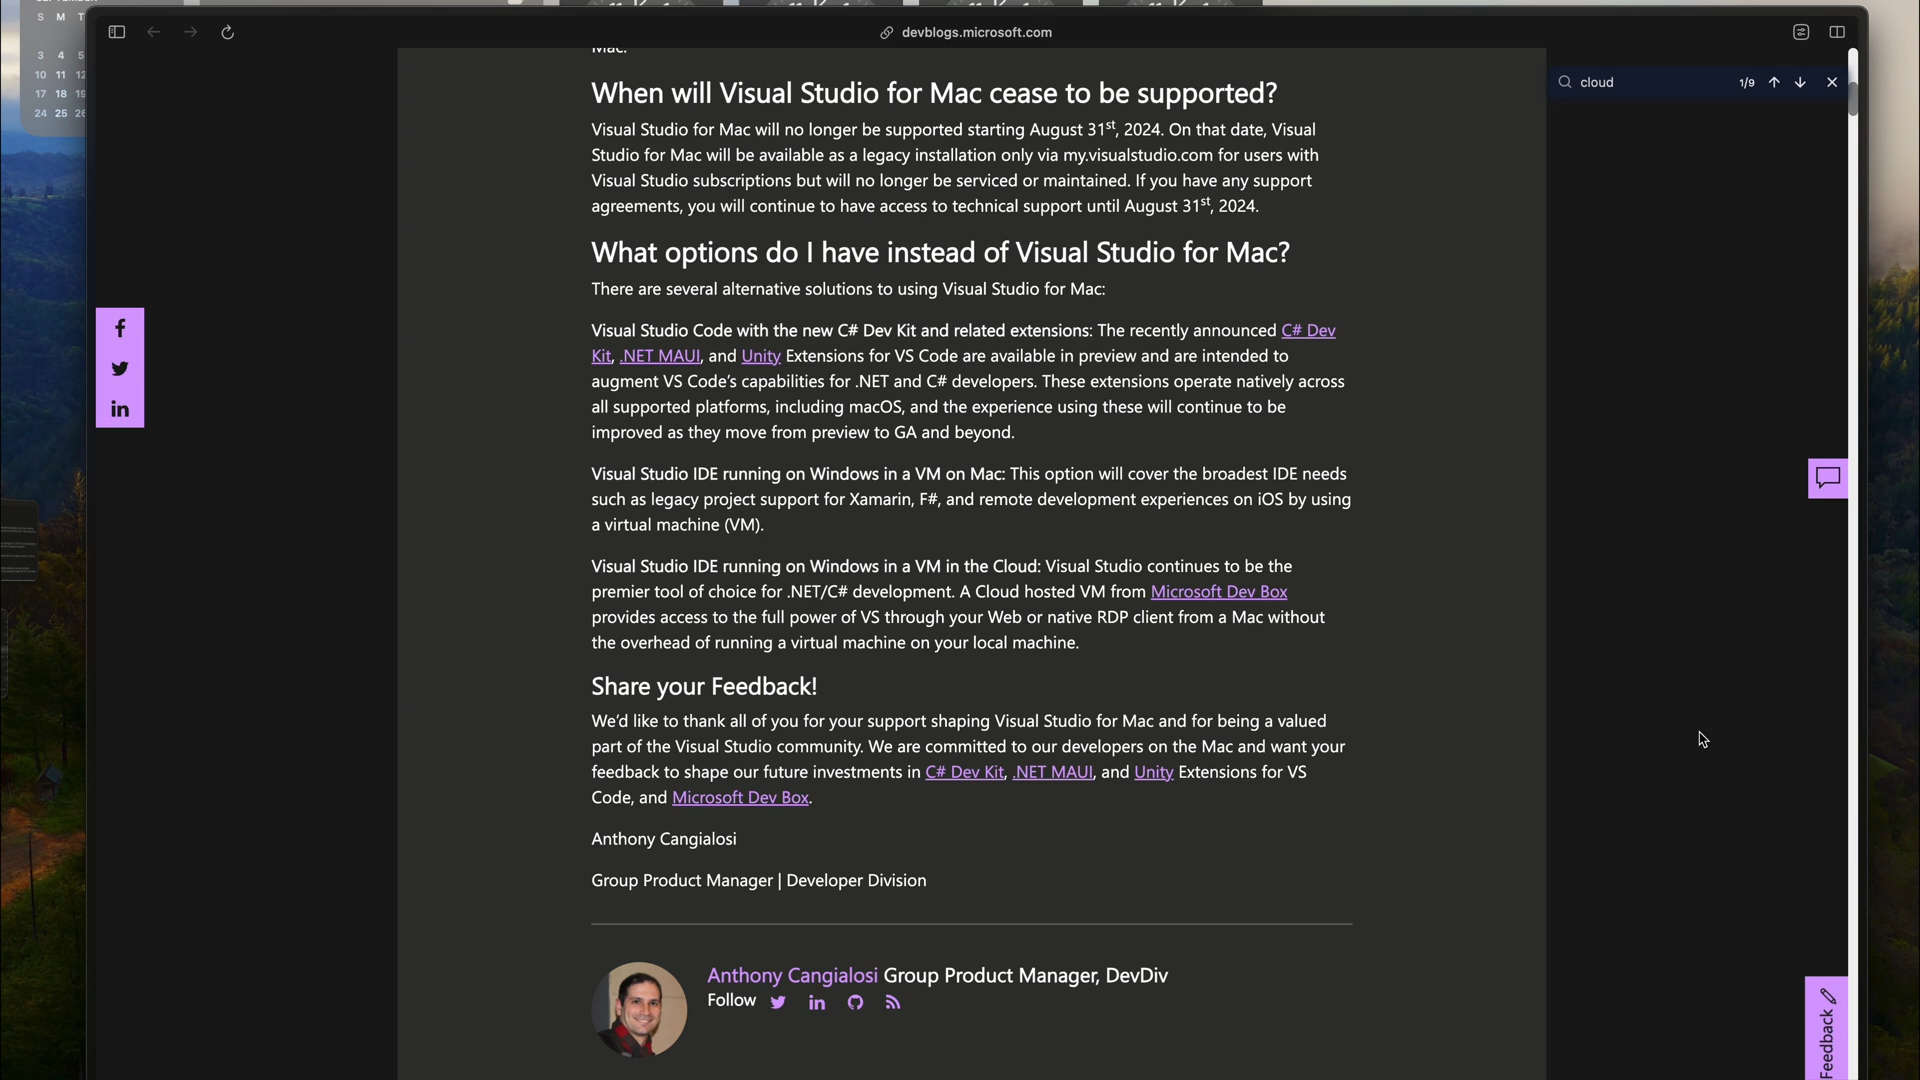 S M T
3 4 5
10 11 12
17 18 19
24 25 26
devblogs.microsoft.com
cloud
1/9
Mac.
When will Visual Studio for Mac cease to be supported?
Visual Studio for Mac will no longer be supported starting August 31st, 2024. On that date, Visual
Studio for Mac will be available as a legacy installation only via my.visualstudio.com for users with
Visual Studio subscriptions but will no longer be serviced or maintained. If you have any support
agreements, you will continue to have access to technical support until August 31st, 2024.
What options do I have instead of Visual Studio for Mac?
There are several alternative solutions to using Visual Studio for Mac:
Visual Studio Code with the new C# Dev Kit and related extensions: The recently announced C# Dev
Kit, .NET MAUI, and Unity Extensions for VS Code are available in preview and are intended to
augment VS Code’s capabilities for .NET and C# developers. These extensions operate natively across
all supported platforms, including macOS, and the experience using these will continue to be
improved as they move from preview to GA and beyond.
Visual Studio IDE running on Windows in a VM on Mac: This option will cover the broadest IDE needs
such as legacy project support for Xamarin, F#, and remote development experiences on iOS by using
a virtual machine (VM).
Visual Studio IDE running on Windows in a VM in the Cloud: Visual Studio continues to be the
premier tool of choice for .NET/C# development. A Cloud hosted VM from Microsoft Dev Box
provides access to the full power of VS through your Web or native RDP client from a Mac without
the overhead of running a virtual machine on your local machine.
Share your Feedback!
We’d like to thank all of you for your support shaping Visual Studio for Mac and for being a valued
part of the Visual Studio community. We are committed to our developers on the Mac and want your
feedback to shape our future investments in C# Dev Kit, .NET MAUI, and Unity Extensions for VS
Code, and Microsoft Dev Box.
Anthony Cangialosi
Group Product Manager | Developer Division
Anthony Cangialosi Group Product Manager, DevDiv
Follow
Feedback